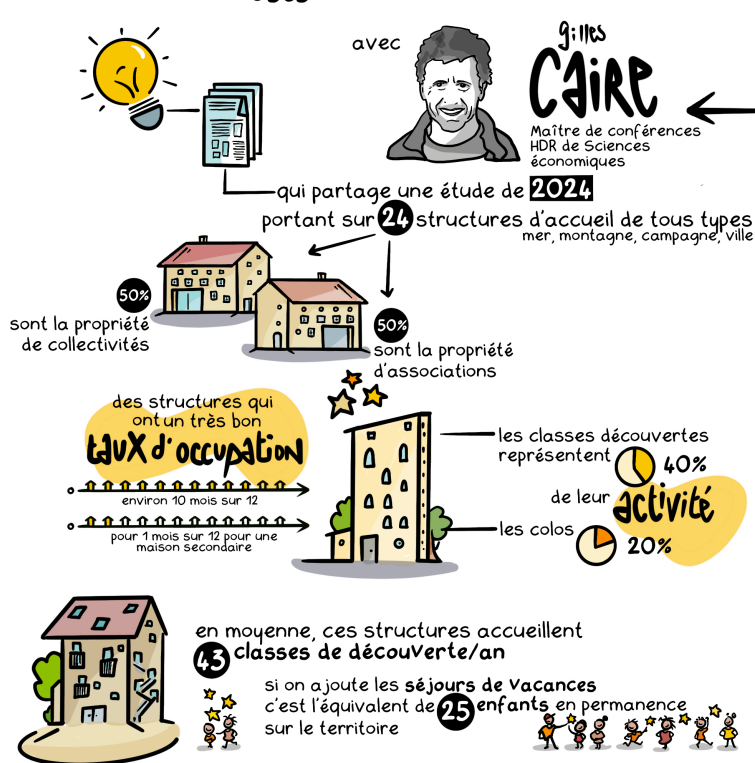 avec
gilles
CAIRE
Maître de conférences
HDR de Sciences
économiques
qui partage une étude de 2024
portant sur 24 structures d'accueil de tous types
mer, montagne, campagne, ville
50%
sont la propriété
de collectivités
50%
sont la propriété
d'associations
des structures qui
ont un très bon
taux d'occupation
environ 10 mois sur 12
pour 1 mois sur 12 pour une
maison secondaire
les classes découvertes
représentent 40%
de leur activité
les colos 20%
en moyenne, ces structures accueillent
43 classes de découverte/an
si on ajoute les séjours de vacances
c'est l'équivalent de 25 enfants en permanence
sur le territoire